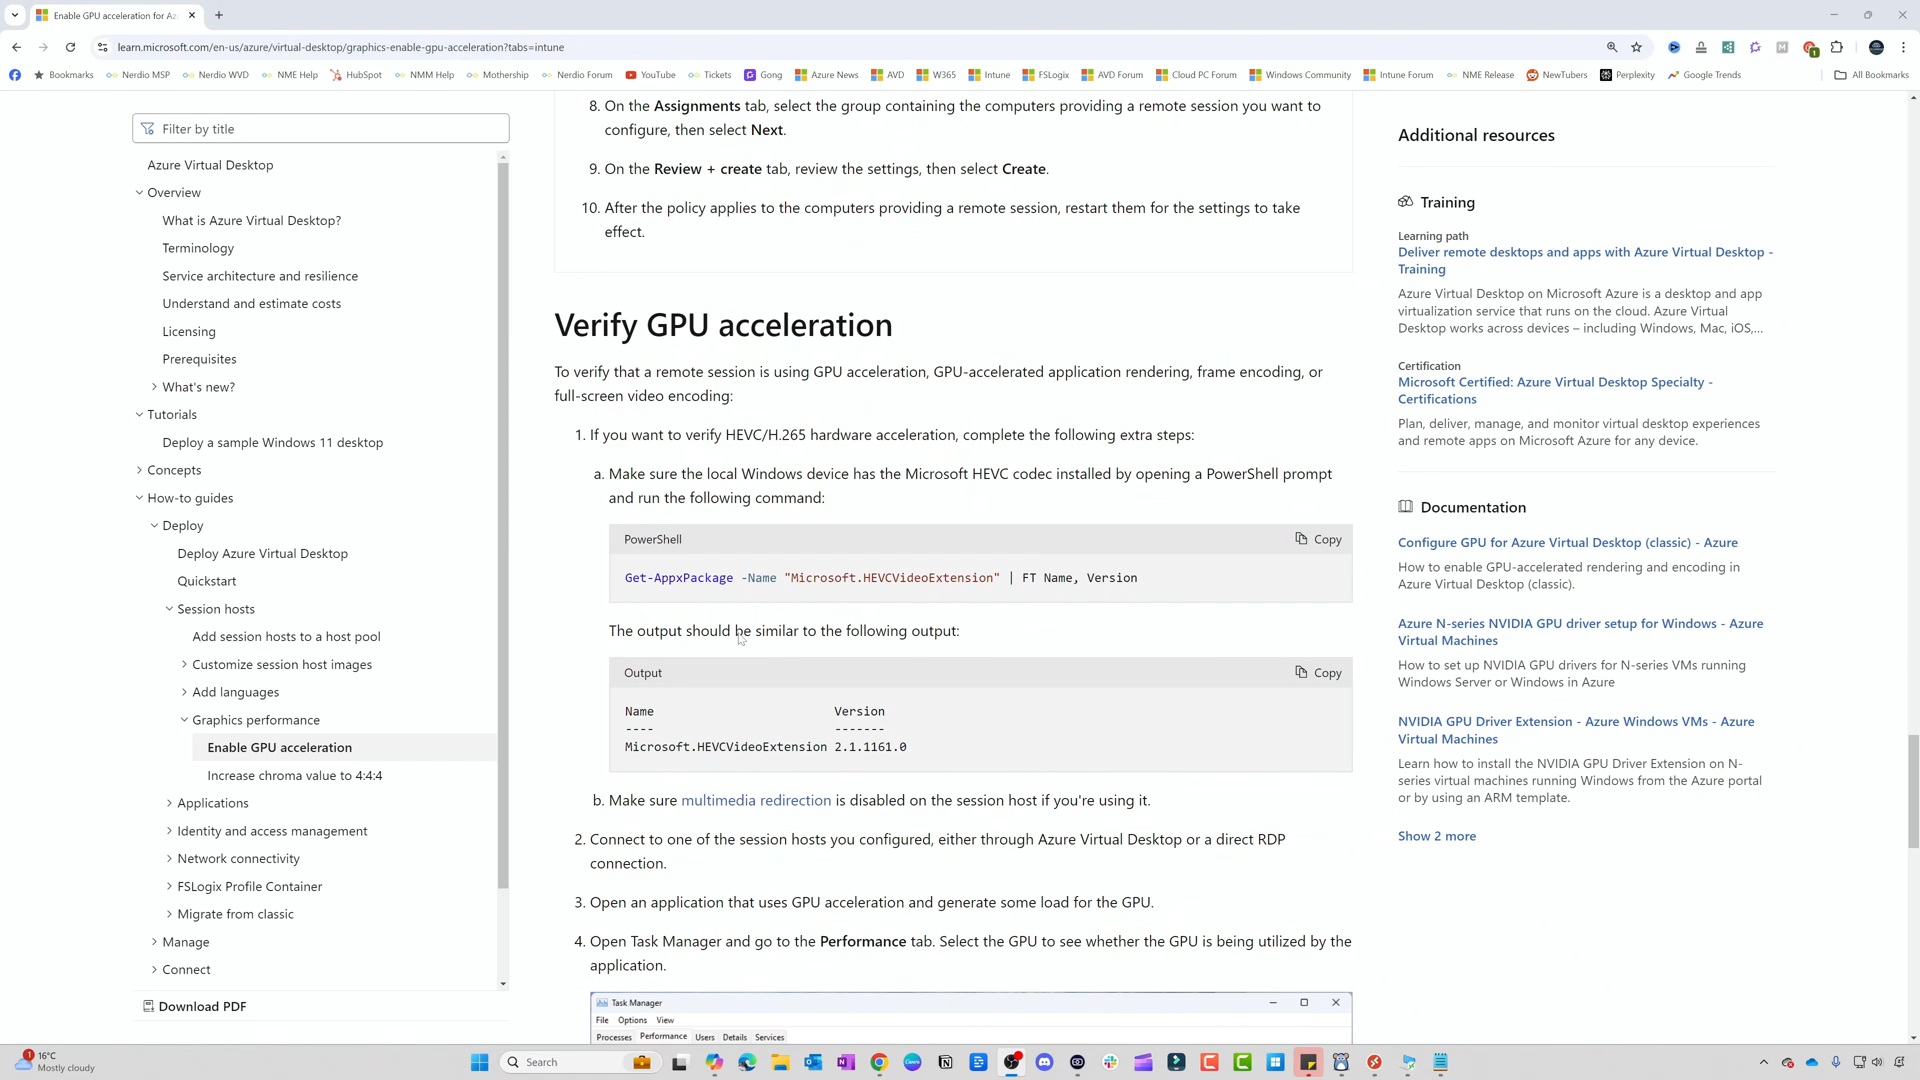 Enable GPU acceleration for Az
learn.microsoft.com/en-us/azure/virtual-desktop/graphics-enable-gpu-acceleration?tabs=intune
Bookmarks Nerdio MSP Nerdio WVD NME Help HubSpot NMM Help Mothership Nerdio Forum YouTube Tickets Gong Azure News AVD W365 Intune FSLogix AVD Forum Cloud PC Forum Windows Community Intune Forum NME Release NewTubers Perplexity Google Trends All Bookmarks
Filter by title
Azure Virtual Desktop
Overview
What is Azure Virtual Desktop?
Terminology
Service architecture and resilience
Understand and estimate costs
Licensing
Prerequisites
What's new?
Tutorials
Deploy a sample Windows 11 desktop
Concepts
How-to guides
Deploy
Deploy Azure Virtual Desktop
Quickstart
Session hosts
Add session hosts to a host pool
Customize session host images
Add languages
Graphics performance
Enable GPU acceleration
Increase chroma value to 4:4:4
Applications
Identity and access management
Network connectivity
FSLogix Profile Container
Migrate from classic
Manage
Connect
Download PDF
8. On the Assignments tab, select the group containing the computers providing a remote session you want to
configure, then select Next.
9. On the Review + create tab, review the settings, then select Create.
10. After the policy applies to the computers providing a remote session, restart them for the settings to take
effect.
Verify GPU acceleration
To verify that a remote session is using GPU acceleration, GPU-accelerated application rendering, frame encoding, or
full-screen video encoding:
1. If you want to verify HEVC/H.265 hardware acceleration, complete the following extra steps:
a. Make sure the local Windows device has the Microsoft HEVC codec installed by opening a PowerShell prompt
and run the following command:
PowerShell Copy
Get-AppxPackage -Name "Microsoft.HEVCVideoExtension" | FT Name, Version
The output should be similar to the following output:
Output Copy
Name Version
---- -------
Microsoft.HEVCVideoExtension 2.1.1161.0
b. Make sure multimedia redirection is disabled on the session host if you're using it.
2. Connect to one of the session hosts you configured, either through Azure Virtual Desktop or a direct RDP
connection.
3. Open an application that uses GPU acceleration and generate some load for the GPU.
4. Open Task Manager and go to the Performance tab. Select the GPU to see whether the GPU is being utilized by the
application.
Task Manager
File Options View
Processes Performance Users Details Services
Additional resources
Training
Learning path
Deliver remote desktops and apps with Azure Virtual Desktop -
Training
Azure Virtual Desktop on Microsoft Azure is a desktop and app
virtualization service that runs on the cloud. Azure Virtual
Desktop works across devices – including Windows, Mac, iOS,...
Certification
Microsoft Certified: Azure Virtual Desktop Specialty -
Certifications
Plan, deliver, manage, and monitor virtual desktop experiences
and remote apps on Microsoft Azure for any device.
Documentation
Configure GPU for Azure Virtual Desktop (classic) - Azure
How to enable GPU-accelerated rendering and encoding in
Azure Virtual Desktop (classic).
Azure N-series NVIDIA GPU driver setup for Windows - Azure
Virtual Machines
How to set up NVIDIA GPU drivers for N-series VMs running
Windows Server or Windows in Azure
NVIDIA GPU Driver Extension - Azure Windows VMs - Azure
Virtual Machines
Learn how to install the NVIDIA GPU Driver Extension on N-
series virtual machines running Windows from the Azure portal
or by using an ARM template.
Show 2 more
1
16°C
Mostly cloudy
Search